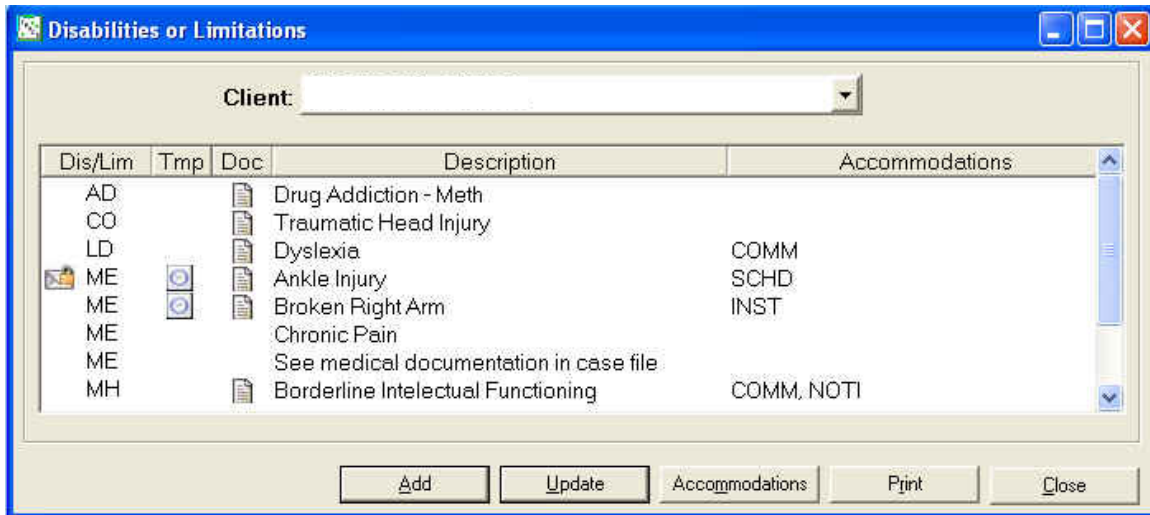 Disabilities or Limitations
Client:
Dis/Lim Tmp Doc Description Accommodations
AD Drug Addiction - Meth
CO Traumatic Head Injury
LD Dyslexia COMM
ME Ankle Injury SCHD
ME Broken Right Arm INST
ME Chronic Pain
ME See medical documentation in case file
MH Borderline Intelectual Functioning COMM, NOTI
Add Update Accommodations Print Close